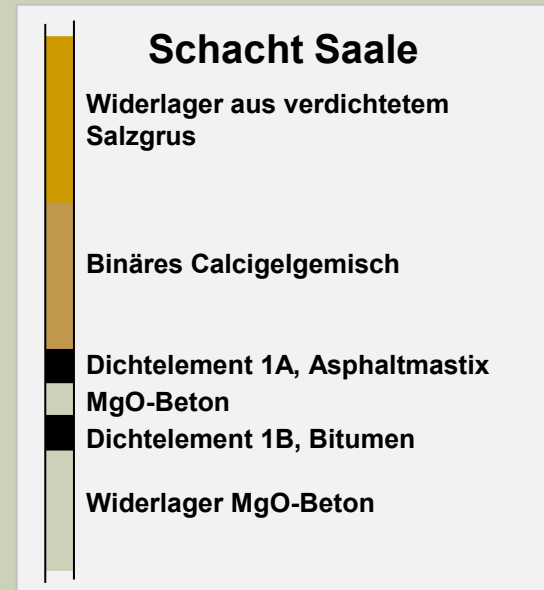 Schacht Saale
Widerlager aus verdichtetem
Salzgrus
Binäres Calcigelgemisch
Dichtelement 1A, Asphaltmastix
MgO-Beton
Dichtelement 1B, Bitumen
Widerlager MgO-Beton